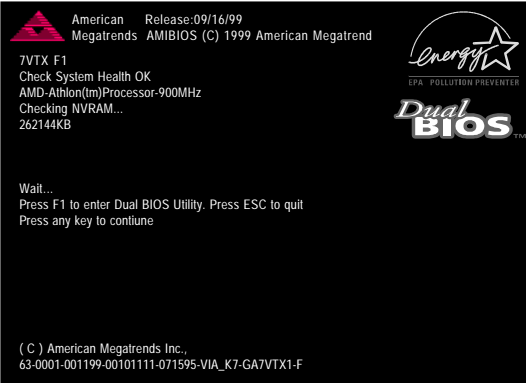 American Release:09/16/99
Megatrends AMIBIOS (C) 1999 American Megatrend
energy
EPA POLLUTION PREVENTER
7VTX F1
Check System Health OK
AMD-Athlon(tm)Processor-900MHz
Checking NVRAM...
262144KB
Dual
BIOS TM
Wait...
Press F1 to enter Dual BIOS Utility. Press ESC to quit
Press any key to contiune
( C ) American Megatrends Inc.,
63-0001-001199-00101111-071595-VIA_K7-GA7VTX1-F